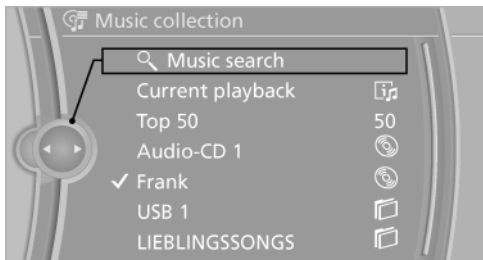 Music collection
Music search
Current playback
Top 50 50
Audio-CD 1
Frank
USB 1
LIEBLINGSSONGS